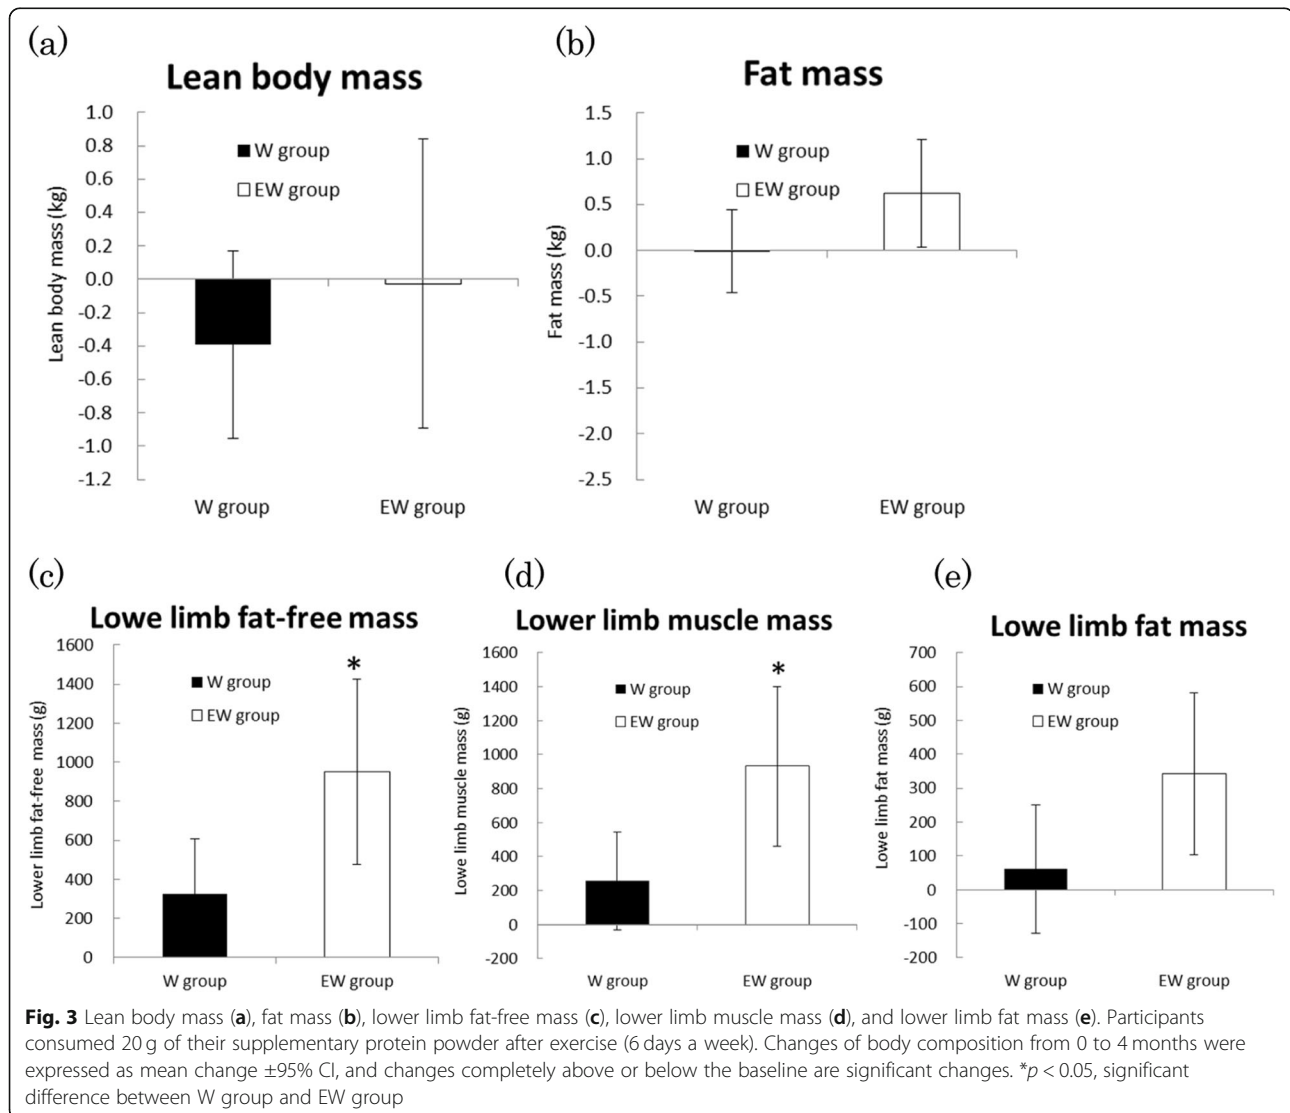 (a)
Lean body mass
Lean body mass (kg)
1.0
0.8
0.6
0.4
0.2
0.0
-0.2
-0.4
-0.6
-0.8
-1.0
-1.2
W group
EW group
W group
EW group
(b)
Fat mass
Fat mass (kg)
1.5
1.0
0.5
0.0
-0.5
-1.0
-1.5
-2.0
-2.5
W group
EW group
W group
EW group
(c)
Lowe limb fat-free mass
Lower limb fat-free mass (g)
1600
1400
1200
1000
800
600
400
200
0
W group
EW group
*
W group
EW group
(d)
Lower limb muscle mass
Lowe limb muscle mass (g)
1600
1400
1200
1000
800
600
400
200
0
-200
W group
EW group
*
W group
EW group
(e)
Lowe limb fat mass
Lowe limb fat mass (g)
700
600
500
400
300
200
100
0
-100
-200
W group
EW group
W group
EW group
Fig. 3 Lean body mass (a), fat mass (b), lower limb fat-free mass (c), lower limb muscle mass (d), and lower limb fat mass (e). Participants
consumed 20 g of their supplementary protein powder after exercise (6 days a week). Changes of body composition from 0 to 4 months were
expressed as mean change ±95% CI, and changes completely above or below the baseline are significant changes. *p < 0.05, significant
difference between W group and EW group